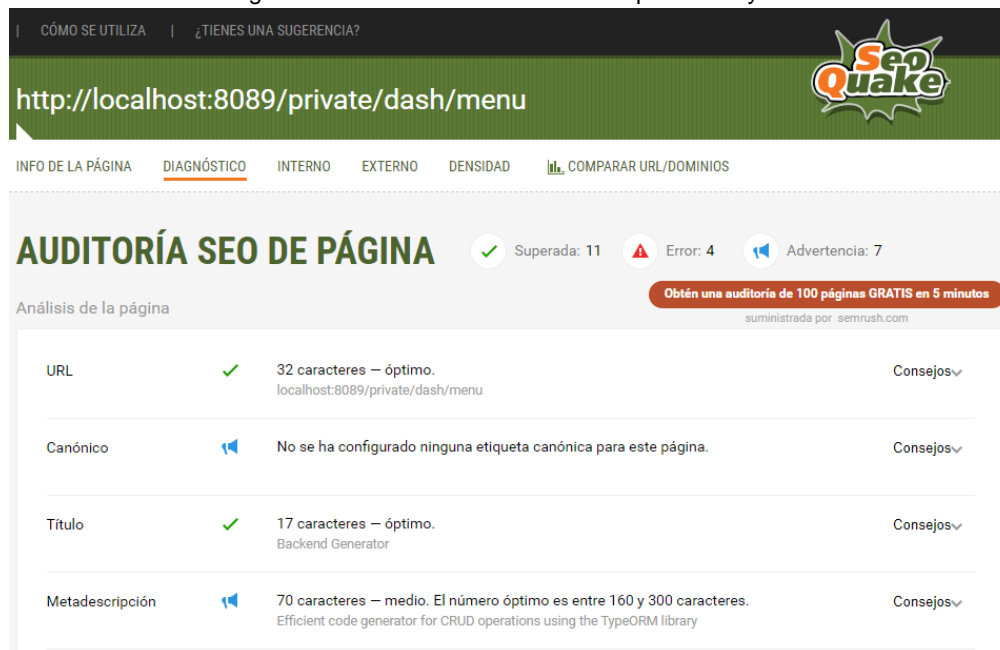 | CÓMO SE UTILIZA | ¿TIENES UNA SUGERENCIA?
Seo
Quake
http://localhost:8089/private/dash/menu
INFO DE LA PÁGINA DIAGNÓSTICO INTERNO EXTERNO DENSIDAD COMPARAR URL/DOMINIOS
AUDITORÍA SEO DE PÁGINA Superada: 11 Error: 4 Advertencia: 7
Obtén una auditoría de 100 páginas GRATIS en 5 minutos
Análisis de la página
suministrada por semrush.com
URL 32 caracteres — óptimo. Consejos
localhost:8089/private/dash/menu
Canónico No se ha configurado ninguna etiqueta canónica para este página. Consejos
Título 17 caracteres — óptimo. Consejos
Backend Generator
Metadescripción 70 caracteres — medio. El número óptimo es entre 160 y 300 caracteres. Consejos
Efficient code generator for CRUD operations using the TypeORM library